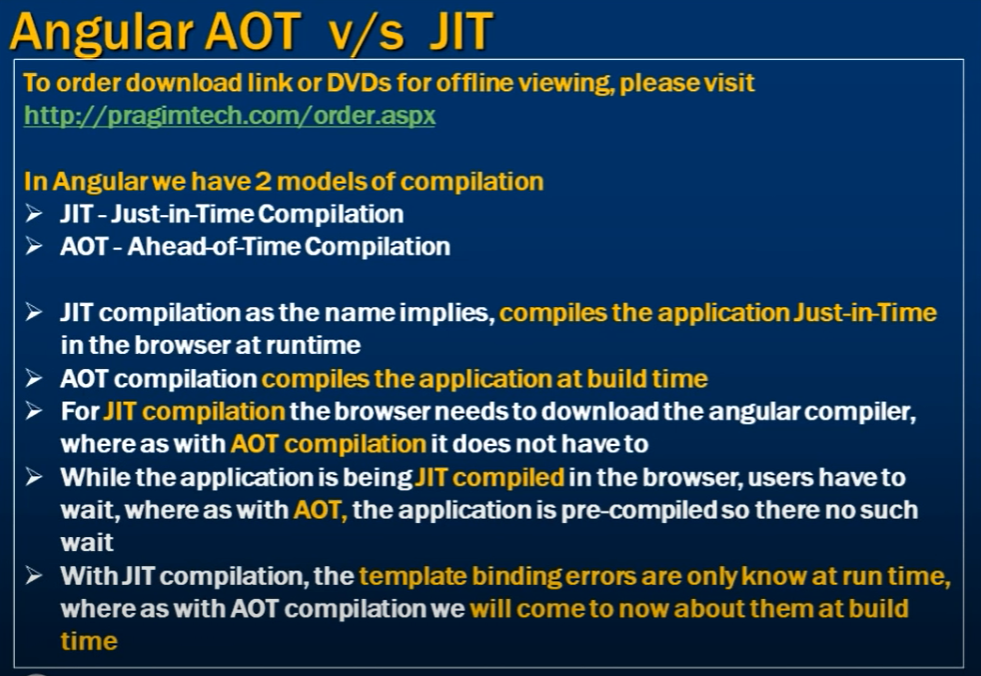 Angular AOT v/s JIT
To order download link or DVDs for offline viewing, please visit
http://pragimtech.com/order.aspx
In Angular we have 2 models of compilation
➢ JIT - Just-in-Time Compilation
➢ AOT - Ahead-of-Time Compilation
➢ JIT compilation as the name implies, compiles the application Just-in-Time
in the browser at runtime
➢ AOT compilation compiles the application at build time
➢ For JIT compilation the browser needs to download the angular compiler,
where as with AOT compilation it does not have to
➢ While the application is being JIT compiled in the browser, users have to
wait, where as with AOT, the application is pre-compiled so there no such
wait
➢ With JIT compilation, the template binding errors are only know at run time,
where as with AOT compilation we will come to now about them at build
time